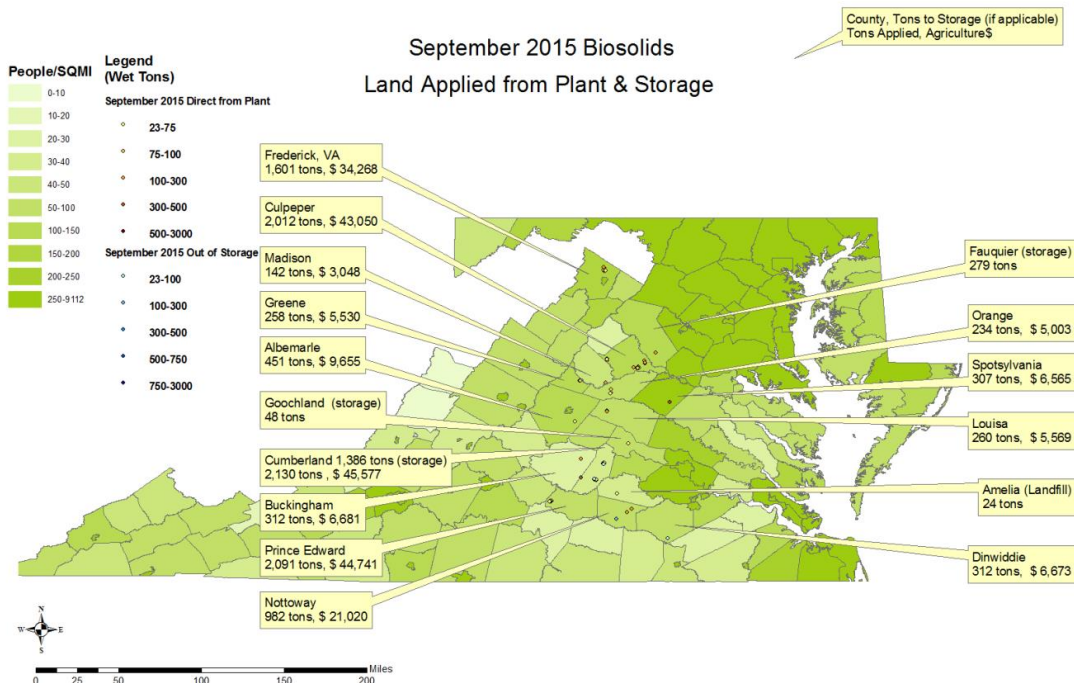 September 2015 Biosolids
Land Applied from Plant & Storage
County, Tons to Storage (if applicable)
Tons Applied, Agriculture$
People/SQMI
0-10
10-20
20-30
30-40
40-50
50-100
100-150
150-200
200-250
250-9112
Legend
(Wet Tons)
September 2015 Direct from Plant
23-75
75-100
100-300
300-500
500-3000
September 2015 Out of Storage
23-100
100-300
300-500
500-750
750-3000
Frederick, VA
1,601 tons, $ 34,268
Culpeper
2,012 tons, $ 43,050
Madison
142 tons, $ 3,048
Greene
258 tons, $ 5,530
Albemarle
451 tons, $ 9,655
Goochland (storage)
48 tons
Cumberland 1,386 tons (storage)
2,130 tons , $ 45,577
Buckingham
312 tons, $ 6,681
Prince Edward
2,091 tons, $ 44,741
Nottoway
982 tons, $ 21,020
Fauquier (storage)
279 tons
Orange
234 tons, $ 5,003
Spotsylvania
307 tons, $ 6,565
Louisa
260 tons, $ 5,569
Amelia (Landfill)
24 tons
Dinwiddie
312 tons, $ 6,673
N
W E
S
Miles
0 25 50 100 150 200